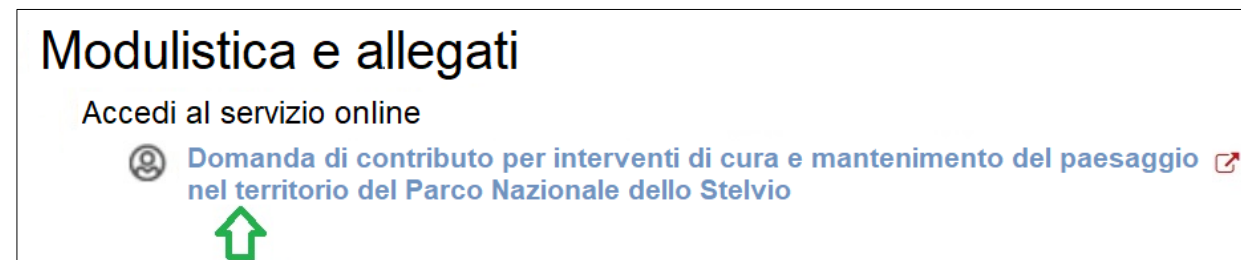 Modulistica e allegati
Accedi al servizio online
Domanda di contributo per interventi di cura e mantenimento del paesaggio
nel territorio del Parco Nazionale dello Stelvio